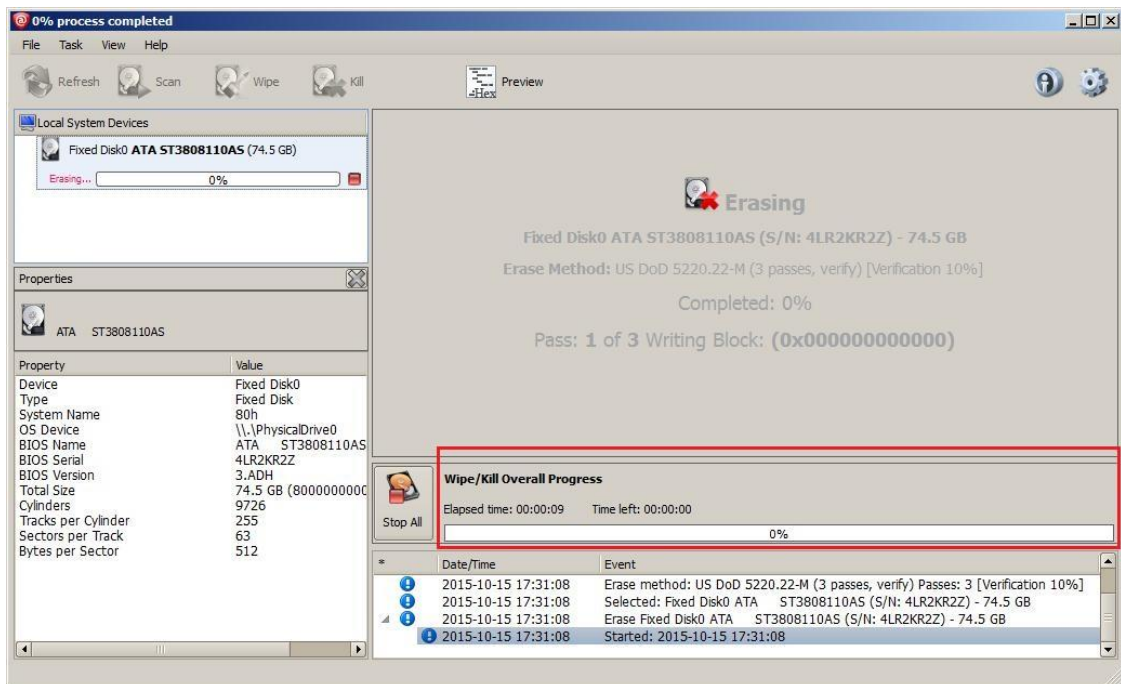 0% process completed
File Task View Help
Refresh Scan Wipe Kill Hex Preview
Local System Devices
Fixed Disk0 ATA ST3808110AS (74.5 GB)
Erasing... 0%
Erasing
Fixed Disk0 ATA ST3808110AS (S/N: 4LR2KR2Z) - 74.5 GB
Erase Method: US DoD 5220.22-M (3 passes, verify) [Verification 10%]
Completed: 0%
Pass: 1 of 3 Writing Block: (0x000000000000)
Properties
ATA ST3808110AS
Property Value
Device Fixed Disk0
Type Fixed Disk
System Name 80h
OS Device \\.\PhysicalDrive0
BIOS Name ATA ST3808110AS
BIOS Serial 4LR2KR2Z
BIOS Version 3.ADH
Total Size 74.5 GB (8000000000
Cylinders 9726
Tracks per Cylinder 255
Sectors per Track 63
Bytes per Sector 512
Stop All
Wipe/Kill Overall Progress
Elapsed time: 00:00:09 Time left: 00:00:00
0%
* Date/Time Event
2015-10-15 17:31:08 Erase method: US DoD 5220.22-M (3 passes, verify) Passes: 3 [Verification 10%]
2015-10-15 17:31:08 Selected: Fixed Disk0 ATA ST3808110AS (S/N: 4LR2KR2Z) - 74.5 GB
2015-10-15 17:31:08 Erase Fixed Disk0 ATA ST3808110AS (S/N: 4LR2KR2Z) - 74.5 GB
2015-10-15 17:31:08 Started: 2015-10-15 17:31:08